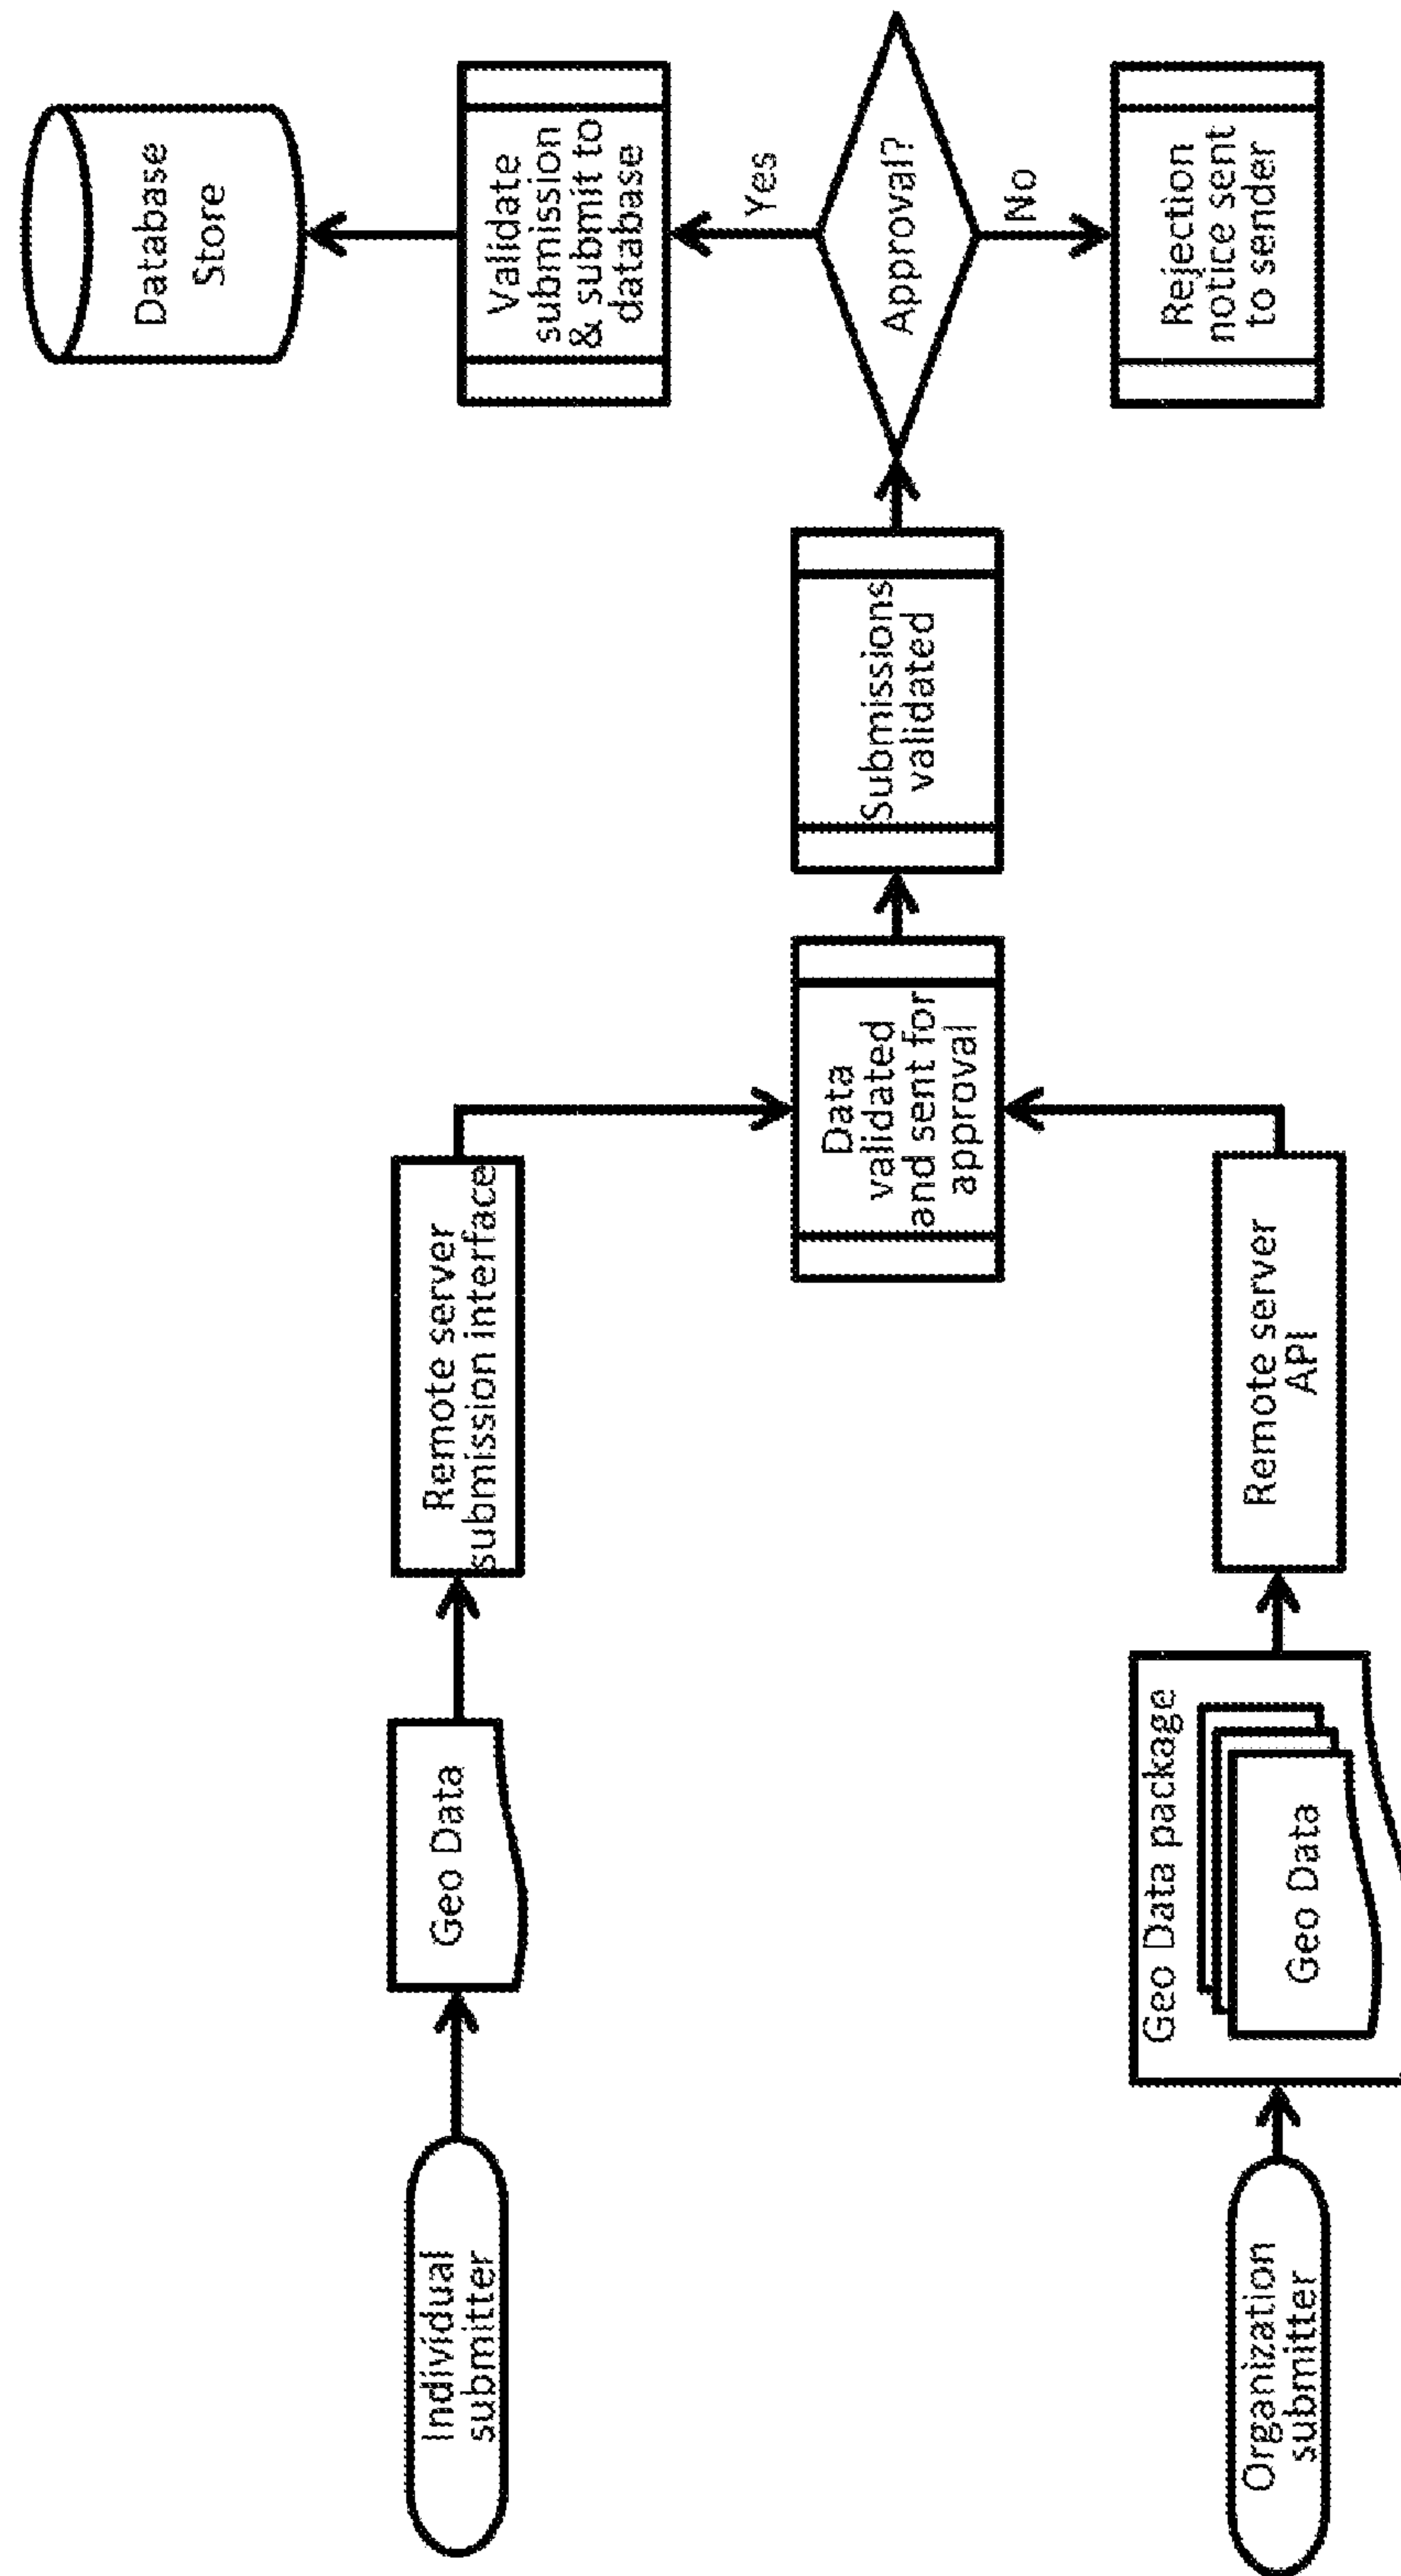 Individual
submitter
Geo Data
Remote server
submission interface
Organization
submitter
Geo Data package
Geo Data
Remote server
API
Data
validated
and sent for
approval
Submissions
validated
Approval?
Yes
No
Validate
submission
& submit to
database
Database
Store
Rejection
notice sent
to sender